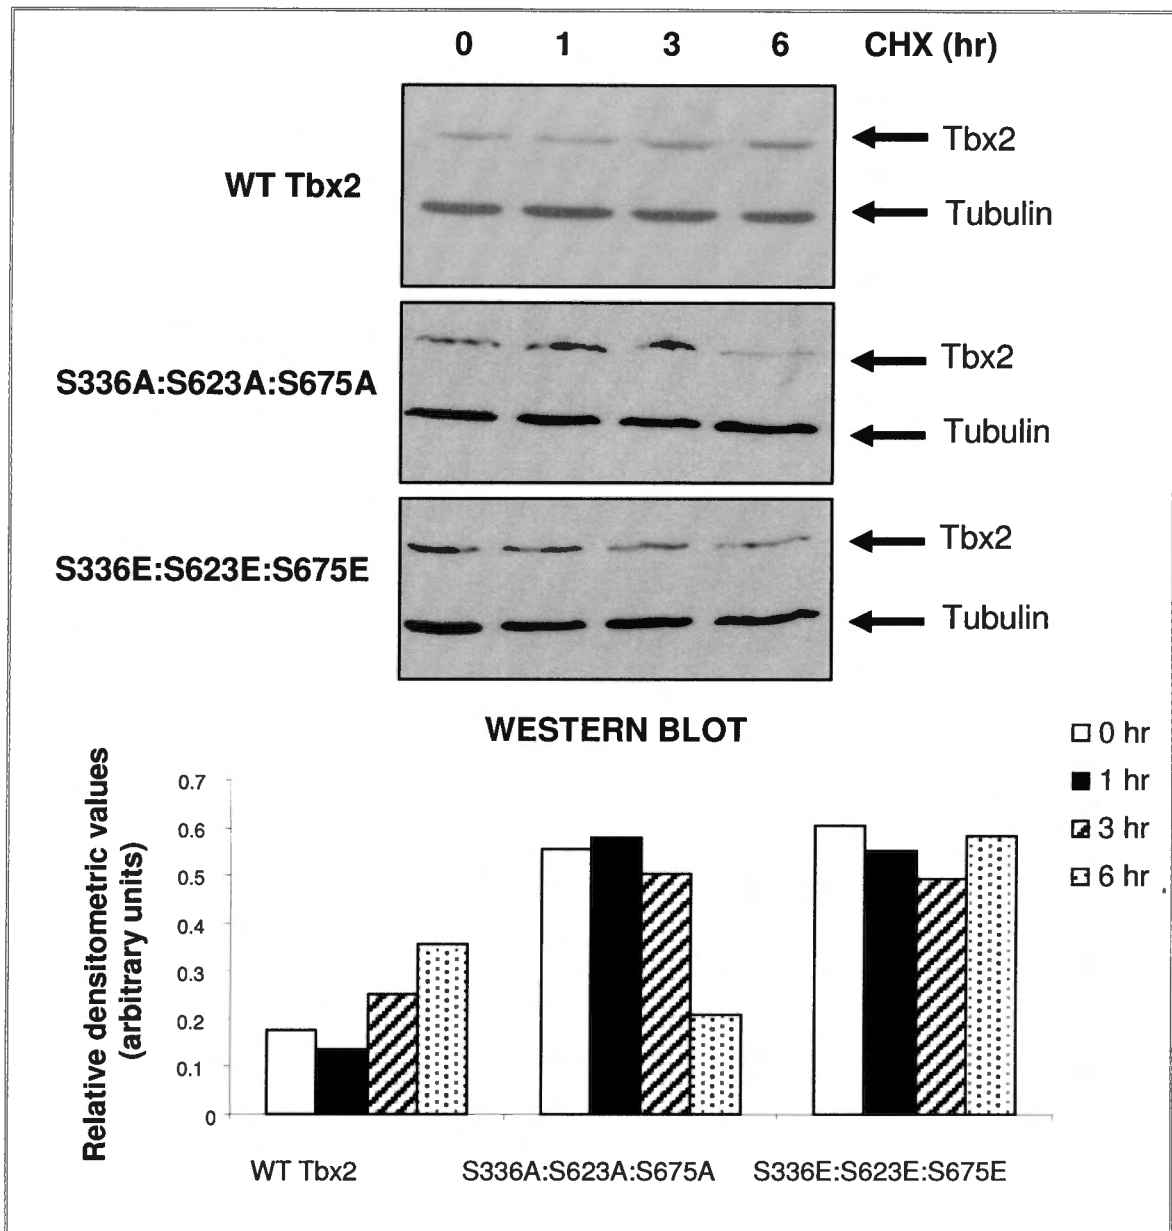 0 1 3 6 CHX (hr)
WT Tbx2
Tbx2
Tubulin
S336A:S623A:S675A
Tbx2
Tubulin
S336E:S623E:S675E
Tbx2
Tubulin
WESTERN BLOT
0 hr
1 hr
3 hr
6 hr
Relative densitometric values
(arbitrary units)
0.7
0.6
0.5
0.4
0.3
0.2
0.1
0
WT Tbx2 S336A:S623A:S675A S336E:S623E:S675E